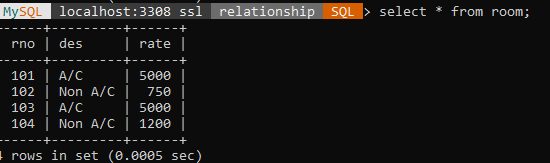 MySQL localhost:3308 ssl relationship SQL > select * from room;
------+---------+------+
 rno | des     | rate |
------+---------+------+
 101 | A/C     | 5000 |
 102 | Non A/C |  750 |
 103 | A/C     | 5000 |
 104 | Non A/C | 1200 |
------+---------+------+
4 rows in set (0.0005 sec)